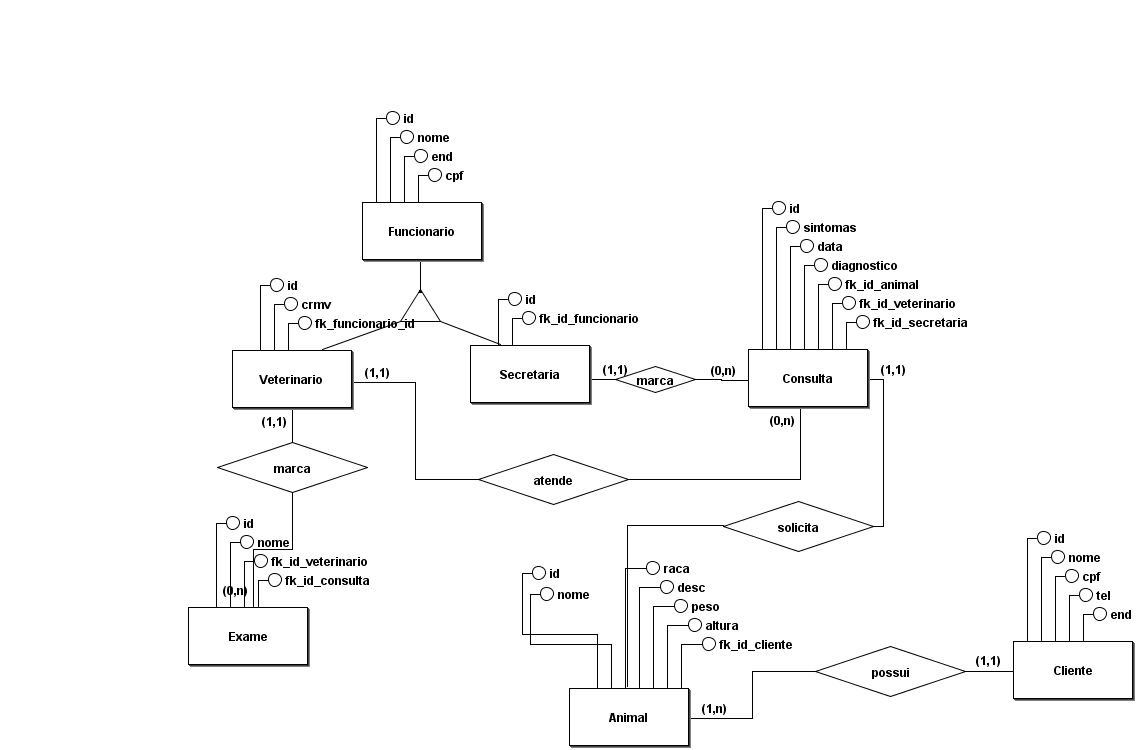 id
nome
end
cpf
Funcionario
id
sintomas
data
diagnostico
fk_id_animal
fk_id_veterinario
fk_id_secretaria
Consulta
id
crmv
fk_funcionario_id
Veterinario
id
fk_id_funcionario
Secretaria
(1,1)
marca
(0,n)
(1,1)
(1,1)
(1,1)
(0,n)
marca
atende
solicita
id
nome
fk_id_veterinario
fk_id_consulta
(0,n)
Exame
id
nome
raca
desc
peso
altura
fk_id_cliente
Animal
(1,n)
possui
(1,1)
id
nome
cpf
tel
end
Cliente